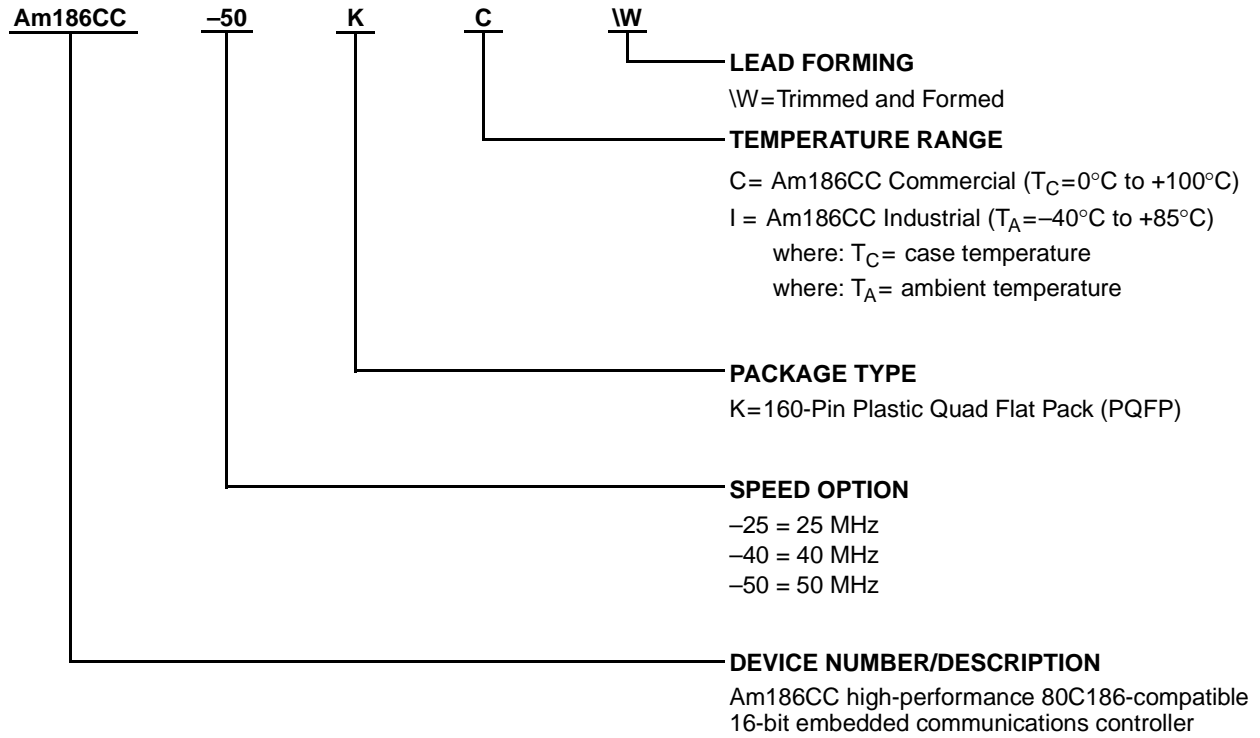 Am186CC –50 K C \W
LEAD FORMING
\W=Trimmed and Formed
TEMPERATURE RANGE
C= Am186CC Commercial (TC=0°C to +100°C)
I = Am186CC Industrial (TA=–40°C to +85°C)
where: TC= case temperature
where: TA= ambient temperature
PACKAGE TYPE
K=160-Pin Plastic Quad Flat Pack (PQFP)
SPEED OPTION
–25 = 25 MHz
–40 = 40 MHz
–50 = 50 MHz
DEVICE NUMBER/DESCRIPTION
Am186CC high-performance 80C186-compatible
16-bit embedded communications controller